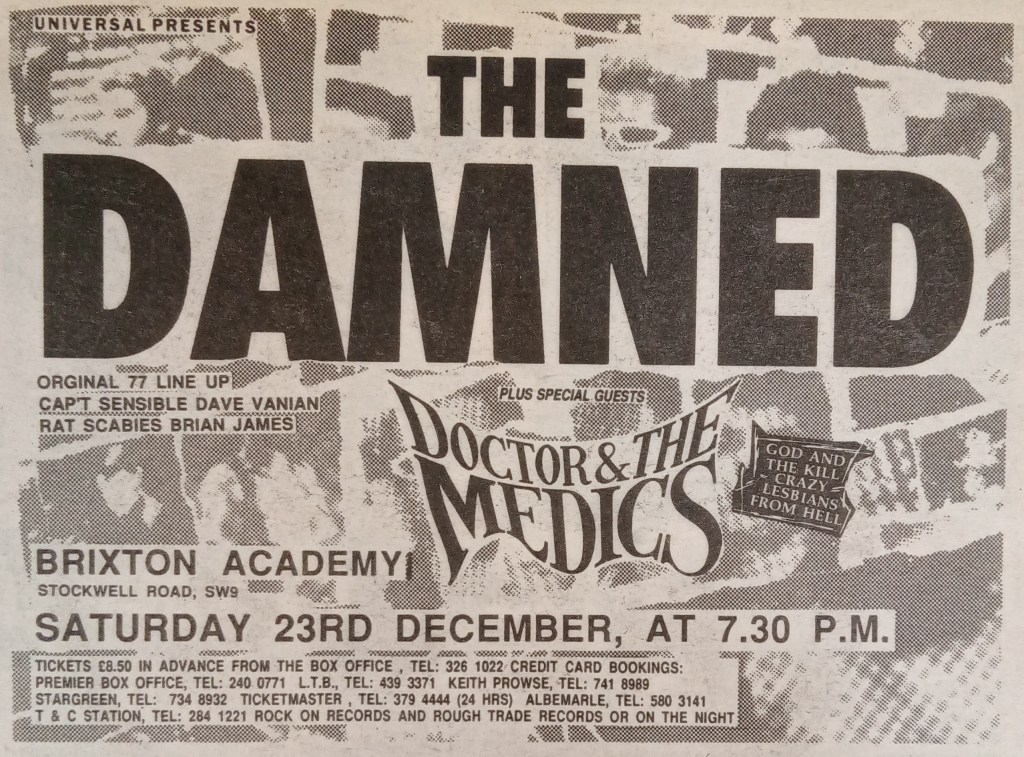 UNIVERSAL PRESENTS
THE
DAMNED
ORGINAL 77 LINE UP
CAP'T SENSIBLE DAVE VANIAN
RAT SCABIES BRIAN JAMES
PLUS SPECIAL GUESTS
DOCTOR & THE
MEDICS
GOD AND
THE KILL
CRAZY
LESBIANS
FROM HELL
BRIXTON ACADEMY
STOCKWELL ROAD, SW9
SATURDAY 23RD DECEMBER, AT 7.30 P.M.
TICKETS £8.50 IN ADVANCE FROM THE BOX OFFICE , TEL: 326 1022 CREDIT CARD BOOKINGS:
PREMIER BOX OFFICE, TEL: 240 0771 L.T.B., TEL: 439 3371 KEITH PROWSE, TEL: 741 8989
STARGREEN, TEL: 734 8932 TICKETMASTER , TEL: 379 4444 (24 HRS) ALBEMARLE, TEL: 580 3141
T & C STATION, TEL: 284 1221 ROCK ON RECORDS AND ROUGH TRADE RECORDS OR ON THE NIGHT